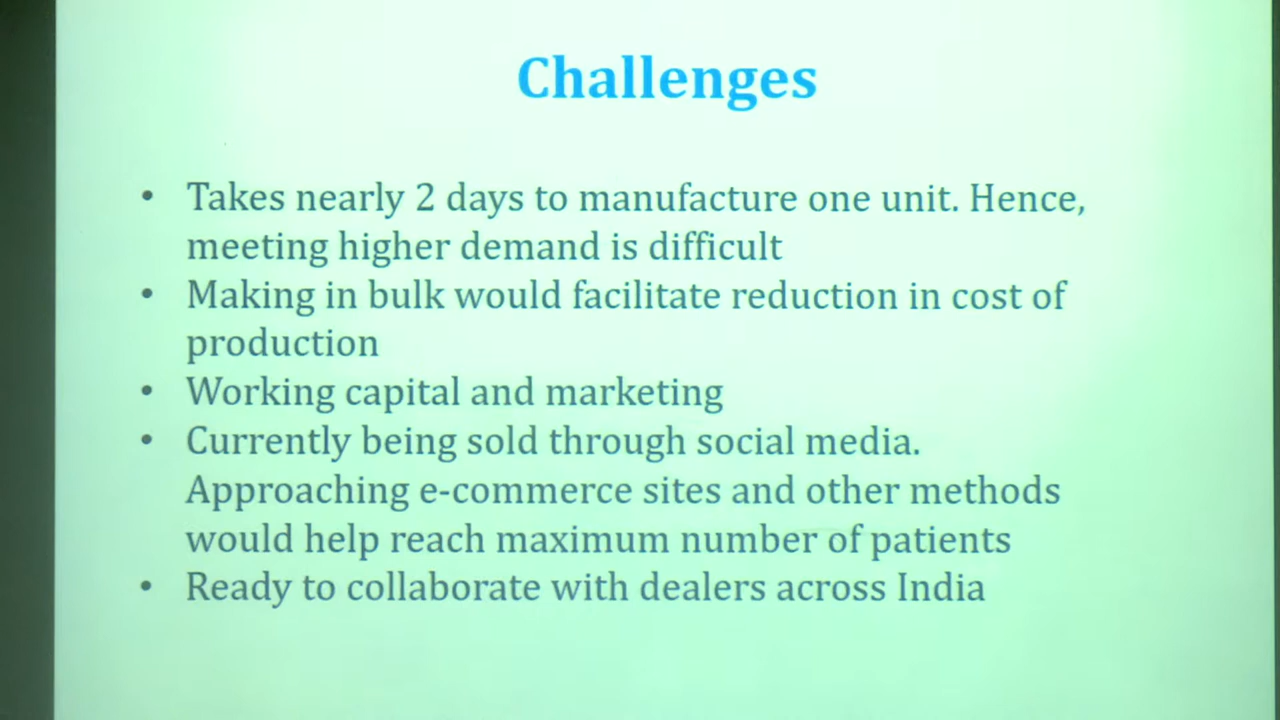 Challenges
• Takes nearly 2 days to manufacture one unit. Hence,
meeting higher demand is difficult
• Making in bulk would facilitate reduction in cost of
production
• Working capital and marketing
• Currently being sold through social media.
Approaching e-commerce sites and other methods
would help reach maximum number of patients
• Ready to collaborate with dealers across India